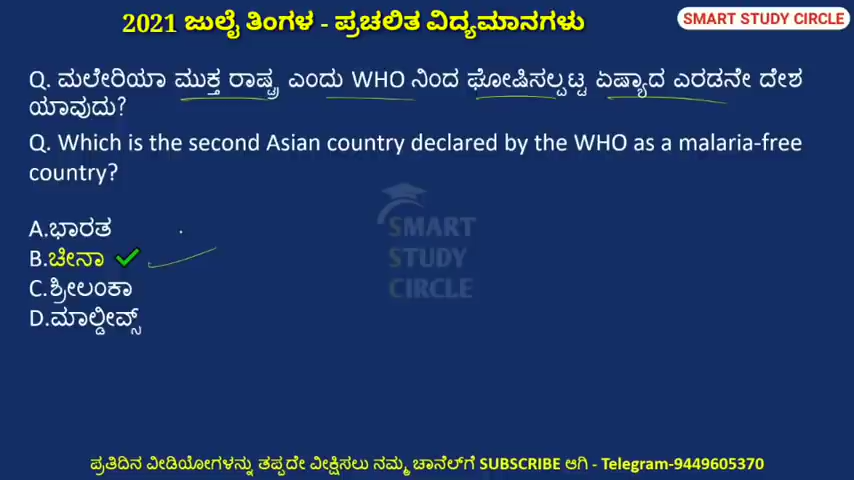 2021 ಜುಲೈ ತಿಂಗಳ - ಪ್ರಚಲಿತ ವಿದ್ಯಮಾನಗಳು
SMART STUDY CIRCLE
Q. ಮಲೇರಿಯಾ ಮುಕ್ತ ರಾಷ್ಟ್ರ ಎಂದು WHO ನಿಂದ ಘೋಷಿಸಲ್ಪಟ್ಟ ಏಷ್ಯಾದ ಎರಡನೇ ದೇಶ
ಯಾವುದು?
Q. Which is the second Asian country declared by the WHO as a malaria-free
country?
A.ಭಾರತ
B.ಚೀನಾ
C.ಶ್ರೀಲಂಕಾ
D.ಮಾಲ್ಡೀವ್ಸ್
SMART
STUDY
CIRCLE
ಪ್ರತಿದಿನ ವೀಡಿಯೋಗಳನ್ನು ತಪ್ಪದೇ ವೀಕ್ಷಿಸಲು ನಮ್ಮ ಚಾನೆಲ್‌ಗೆ SUBSCRIBE ಆಗಿ - Telegram-9449605370